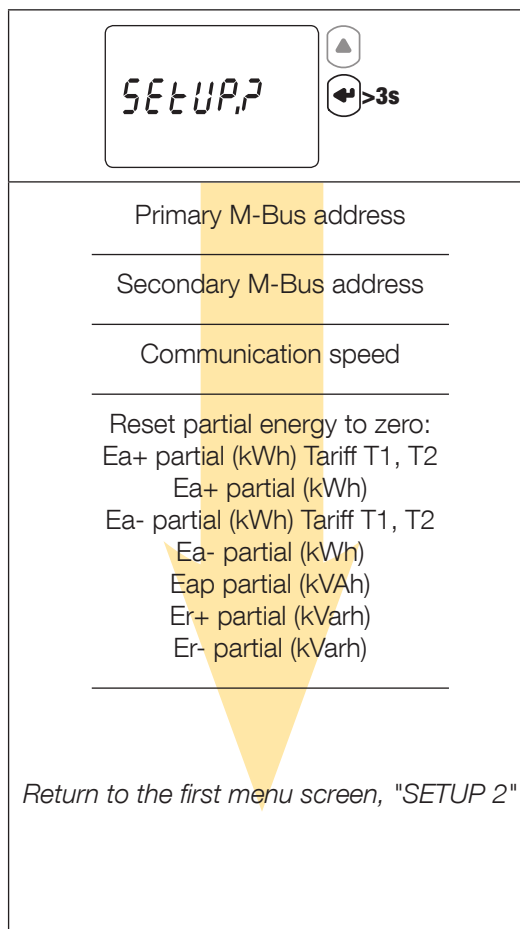 SEtUP,?
>3s
Primary M-Bus address
Secondary M-Bus address
Communication speed
Reset partial energy to zero:
Ea+ partial (kWh) Tariff T1, T2
Ea+ partial (kWh)
Ea- partial (kWh) Tariff T1, T2
Ea- partial (kWh)
Eap partial (kVAh)
Er+ partial (kVarh)
Er- partial (kVarh)
Return to the first menu screen, "SETUP 2"